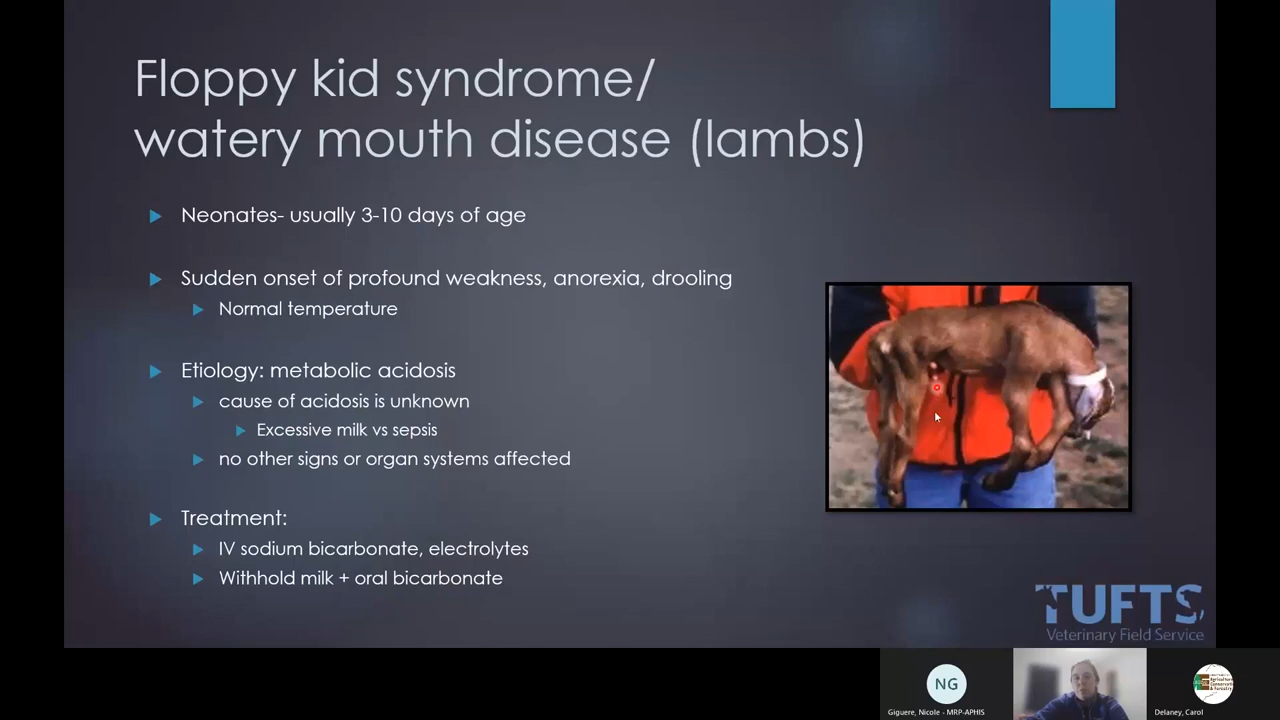 Floppy kid syndrome/
watery mouth disease (lambs)
Neonates- usually 3-10 days of age
Sudden onset of profound weakness, anorexia, drooling
Normal temperature
Etiology: metabolic acidosis
cause of acidosis is unknown
Excessive milk vs sepsis
no other signs or organ systems affected
Treatment:
IV sodium bicarbonate, electrolytes
Withhold milk + oral bicarbonate
TUFTS
Veterinary Field Service
NG
Giguere, Nicole - MRP-APHIS
Delaney, Carol